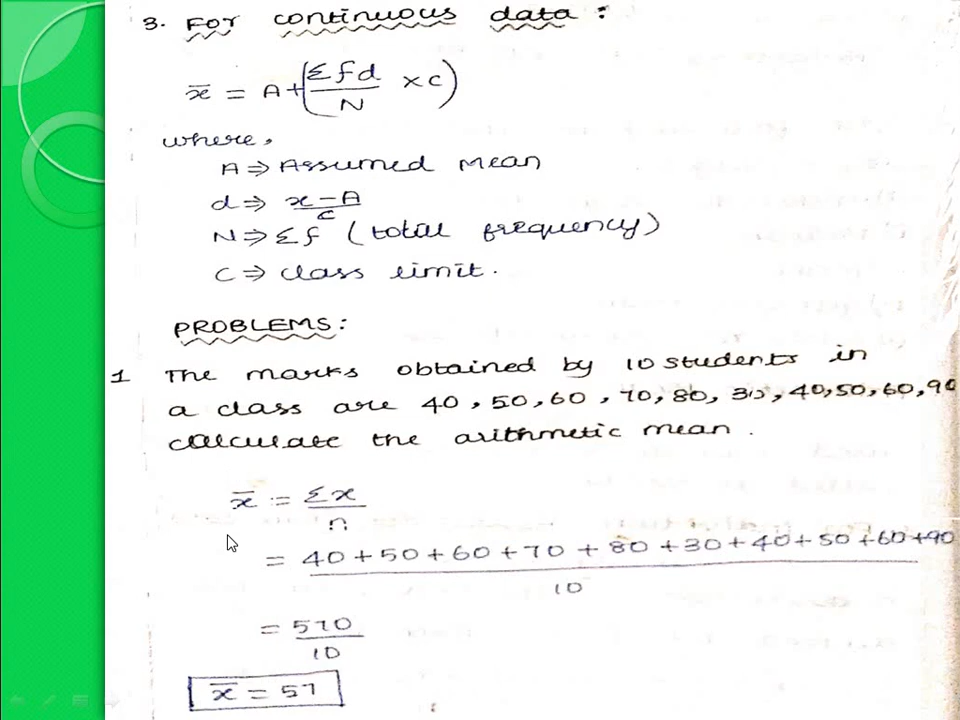 3. For continuous data :
x̄ = A + (Σfd / N × c)
where,
A ⇒ Assumed Mean
d ⇒ x - A / c
N ⇒ Σf (total frequency)
C ⇒ class limit.
PROBLEMS:
1 The marks obtained by 10 students in
a class are 40, 50, 60, 70, 80, 30, 40, 50, 60, 90
calculate the arithmetic mean.
x̄ = Σx / n
= 40 + 50 + 60 + 70 + 80 + 30 + 40 + 50 + 60 + 90 / 10
= 570 / 10
x̄ = 57